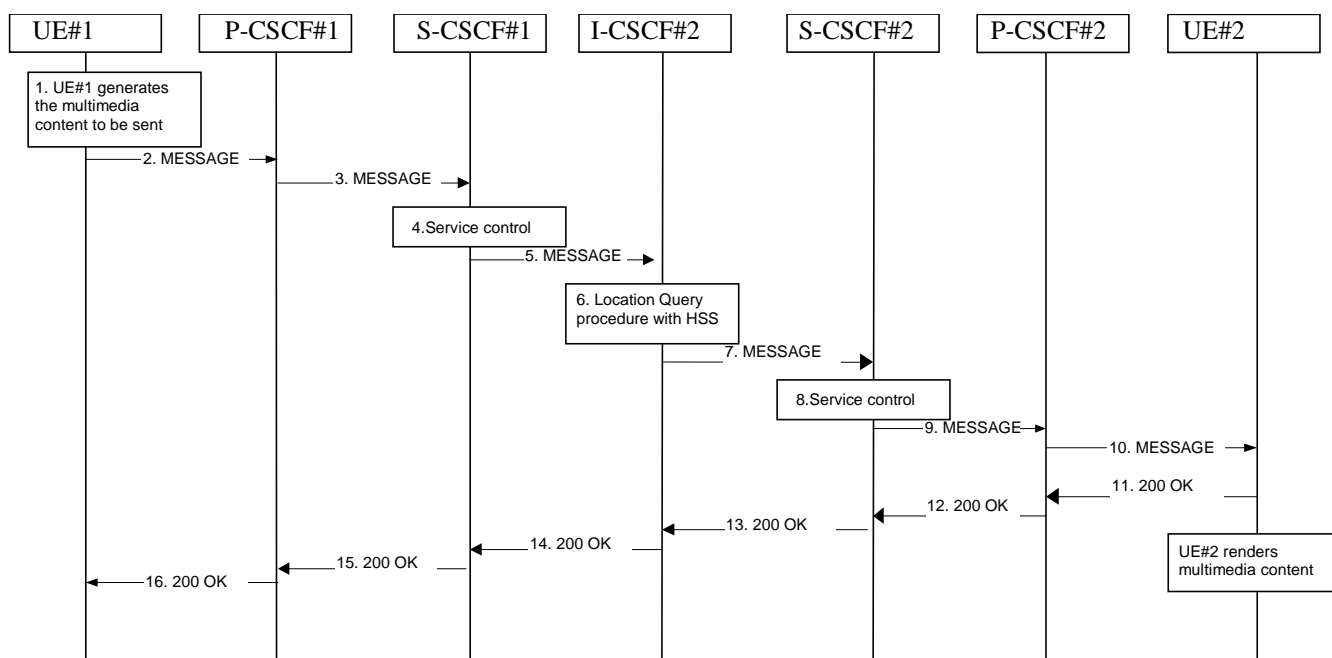 UE#1
P-CSCF#1
S-CSCF#1
I-CSCF#2
S-CSCF#2
P-CSCF#2
UE#2
1. UE#1 generates
the multimedia
content to be sent
2. MESSAGE
3. MESSAGE
4.Service control
5. MESSAGE
6. Location Query
procedure with HSS
7. MESSAGE
8.Service control
9. MESSAGE
10. MESSAGE
11. 200 OK
12. 200 OK
13. 200 OK
14. 200 OK
UE#2 renders
multimedia content
15. 200 OK
16. 200 OK